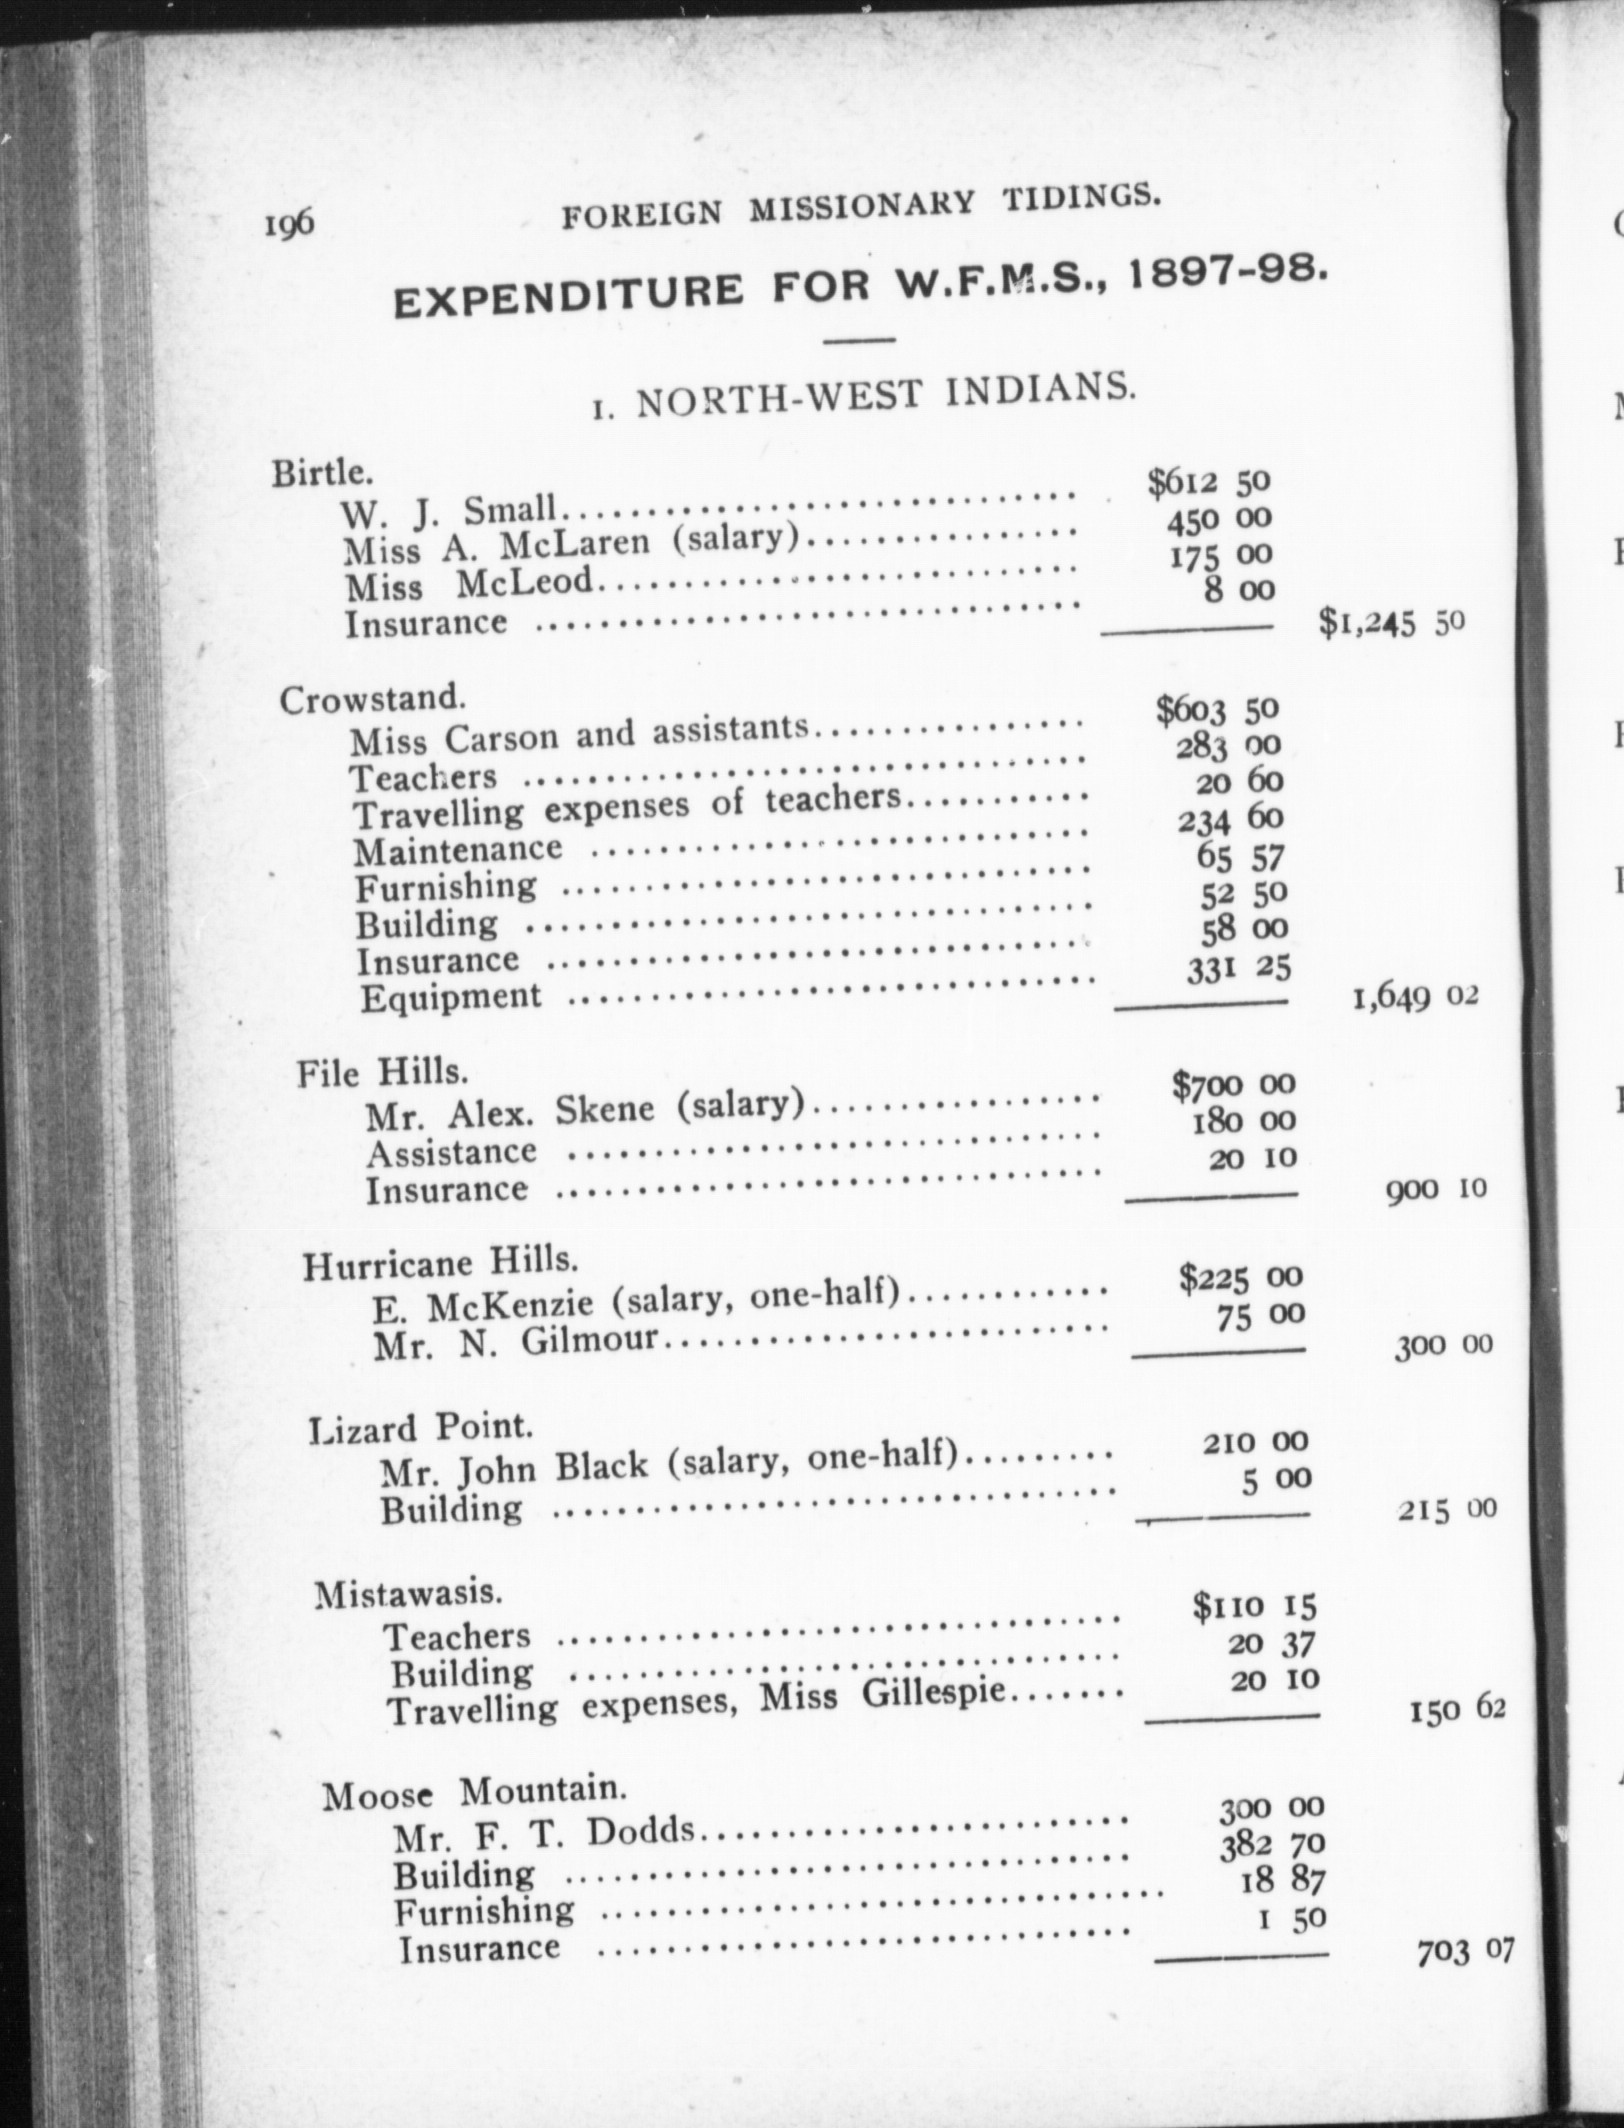 196 FOREIGN MISSIONARY TIDINGS.
EXPENDITURE FOR W.F.M.S., 1897-98.
1. NORTH-WEST INDIANS.
Birtle.
W. J. Small.............................. $612 50
Miss A. McLaren (salary)................ 450 00
Miss McLeod............................ 175 00
Insurance ................................ 8 00
$1,245 50
Crowstand.
Miss Carson and assistants................ $603 50
Teachers ................................. 283 00
Travelling expenses of teachers........... 20 60
Maintenance .............................. 234 60
Furnishing ............................... 65 57
Building ................................. 52 50
Insurance ................................ 58 00
Equipment ............................... 331 25
1,649 02
File Hills.
Mr. Alex. Skene (salary)................. $700 00
Assistance ............................... 180 00
Insurance ................................ 20 10
900 10
Hurricane Hills.
E. McKenzie (salary, one-half)............ $225 00
Mr. N. Gilmour.......................... 75 00
300 00
Lizard Point.
Mr. John Black (salary, one-half)......... 210 00
Building ................................. 5 00
215 00
Mistawasis.
Teachers ................................. $110 15
Building ................................ 20 37
Travelling expenses, Miss Gillespie....... 20 10
150 62
Moose Mountain.
Mr. F. T. Dodds......................... 300 00
Building ................................. 382 70
Furnishing ................................ 18 87
Insurance ............................... 1 50
703 07